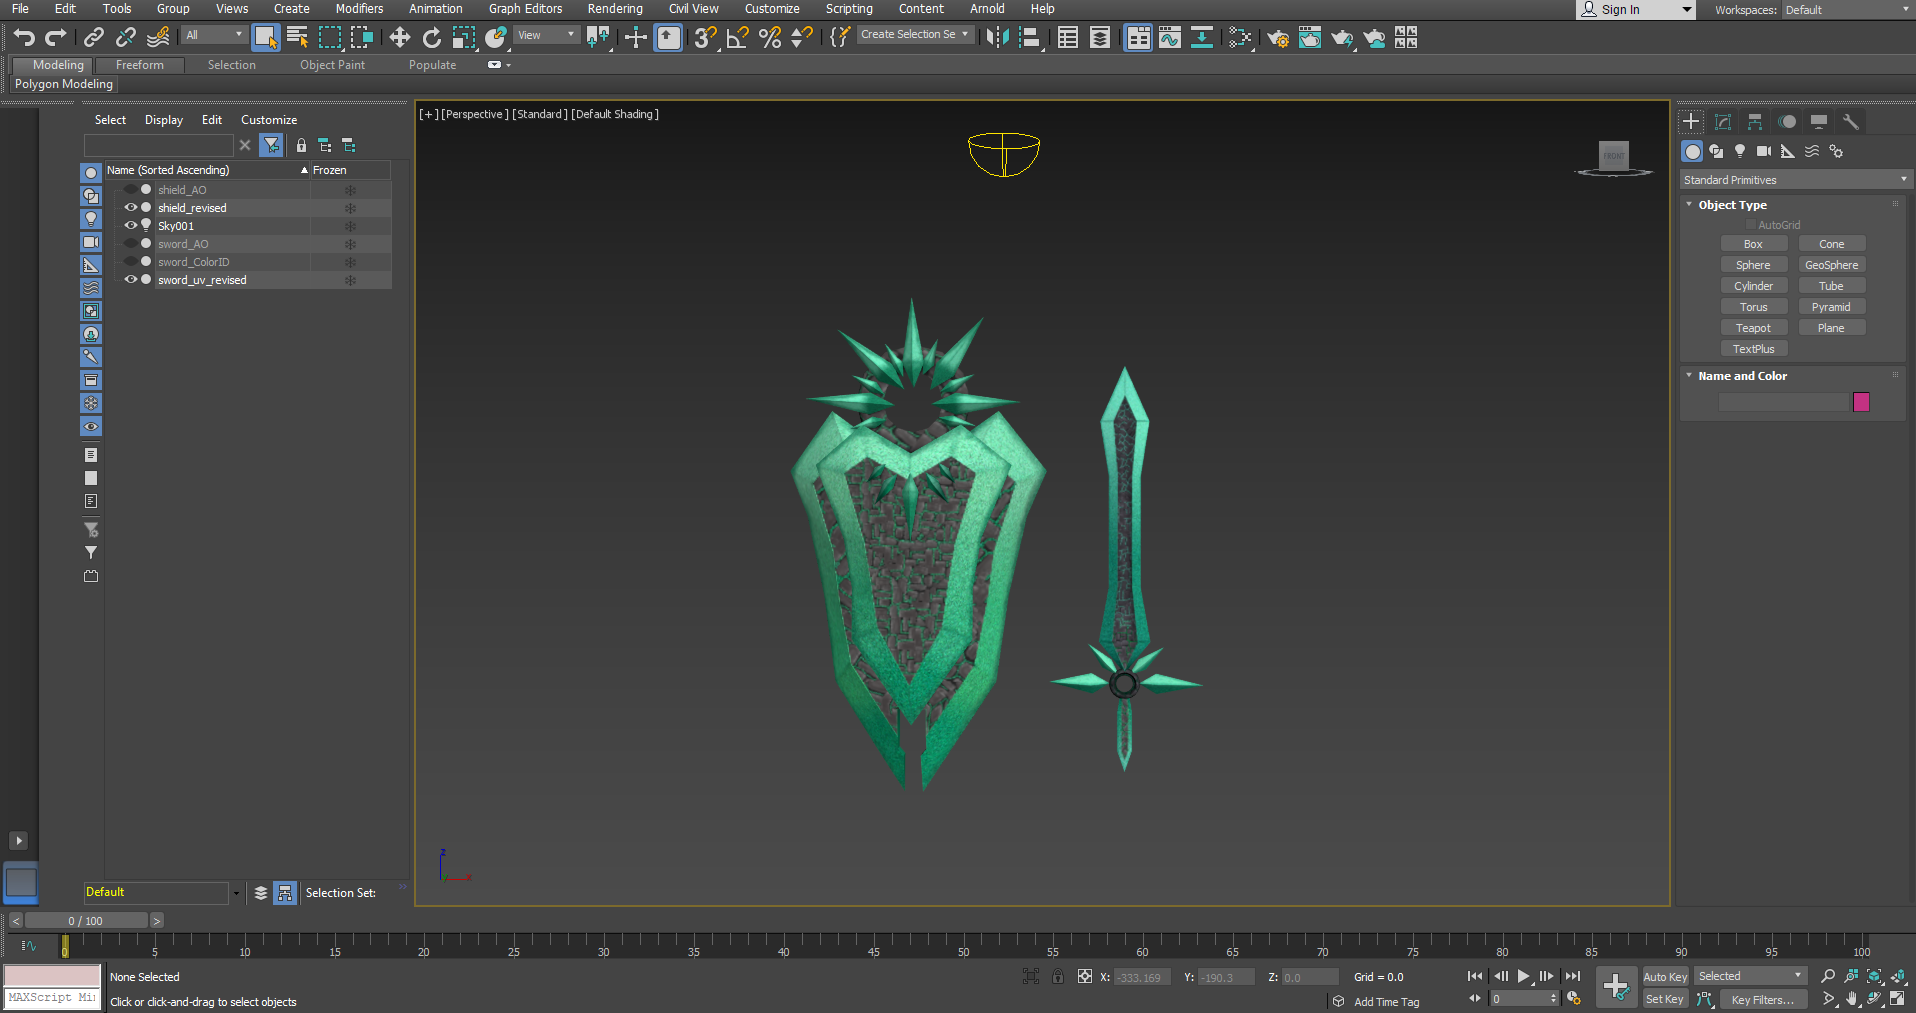 File Edit Tools Group Views Create Modifiers Animation Graph Editors Rendering Civil View Customize Scripting Content Arnold Help Sign In Workspaces: Default
All View 3 Create Selection Se
Modeling Freeform Selection Object Paint Populate
Polygon Modeling
Select Display Edit Customize
Name (Sorted Ascending) Frozen
shield_AO
shield_revised
Sky001
sword_AO
sword_ColorID
sword_uv_revised
[+] [Perspective] [Standard] [Default Shading]
FRONT
z
Standard Primitives
Object Type
AutoGrid
Box Cone
Sphere GeoSphere
Cylinder Tube
Torus Pyramid
Teapot Plane
TextPlus
Name and Color
Default Selection Set:
< 0 / 100 >
0 5 10 15 20 25 30 35 40 45 50 55 60 65 70 75 80 85 90 95 100
None Selected X: -333.169 Y: -190.3 Z: 0.0 Grid = 0.0 Auto Key Selected
MAXScript Mi
Click or click-and-drag to select objects Add Time Tag 0 Set Key Key Filters...